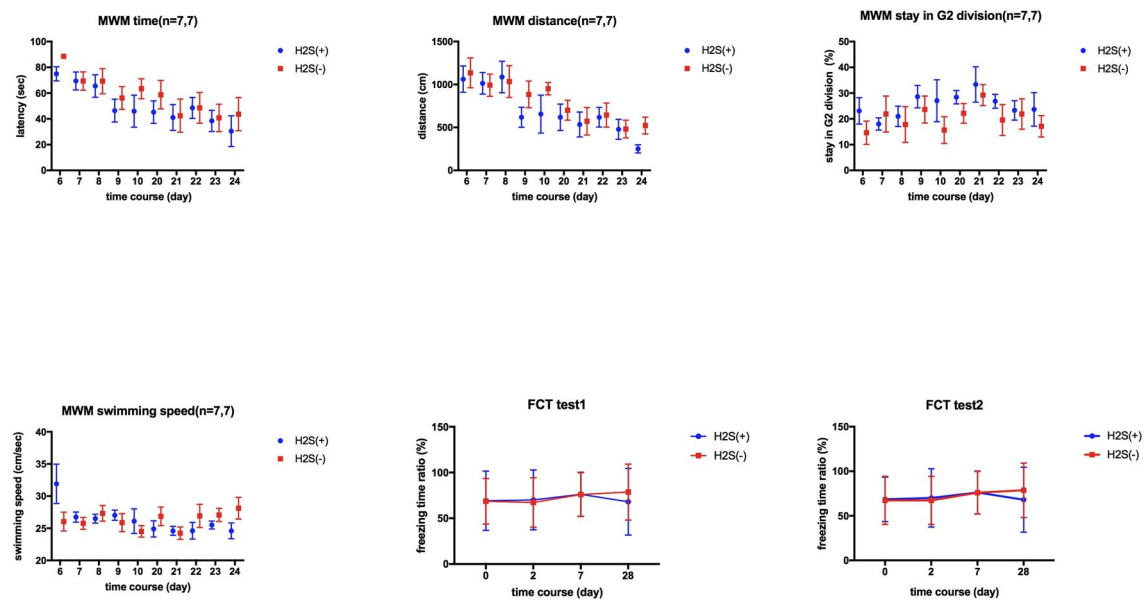 MWM time(n=7,7)
100
80
60
40
20
0
latency (sec)
6 7 8 9 10 20 21 22 23 24
time course (day)
H2S(+)
H2S(-)
MWM distance(n=7,7)
1500
1000
500
0
distance (cm)
6 7 8 9 10 20 21 22 23 24
time course (day)
H2S(+)
H2S(-)
MWM stay in G2 division(n=7,7)
50
40
30
20
10
0
stay in G2 division (%)
6 7 8 9 10 20 21 22 23 24
time course (day)
H2S(+)
H2S(-)
MWM swimming speed(n=7,7)
40
35
30
25
20
swimming speed (cm/sec)
6 7 8 9 10 20 21 22 23 24
time course (day)
H2S(+)
H2S(-)
FCT test1
150
100
50
0
freezing time ratio (%)
0 2 7 28
time course (day)
H2S(+)
H2S(-)
FCT test2
150
100
50
0
freezing time ratio (%)
0 2 7 28
time course (day)
H2S(+)
H2S(-)